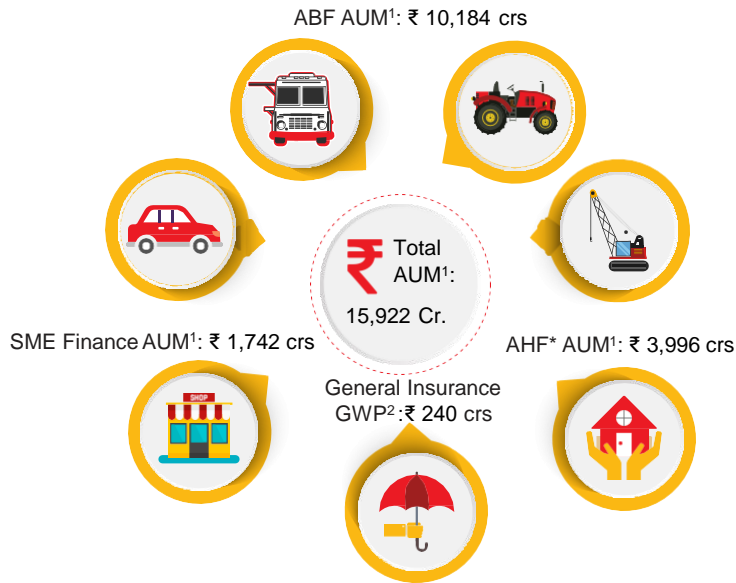 ABF AUM¹: ₹ 10,184 crs
₹ Total
AUM¹:
15,922 Cr.
SME Finance AUM¹: ₹ 1,742 crs
AHF* AUM¹: ₹ 3,996 crs
General Insurance
GWP²:₹ 240 crs
SHOP